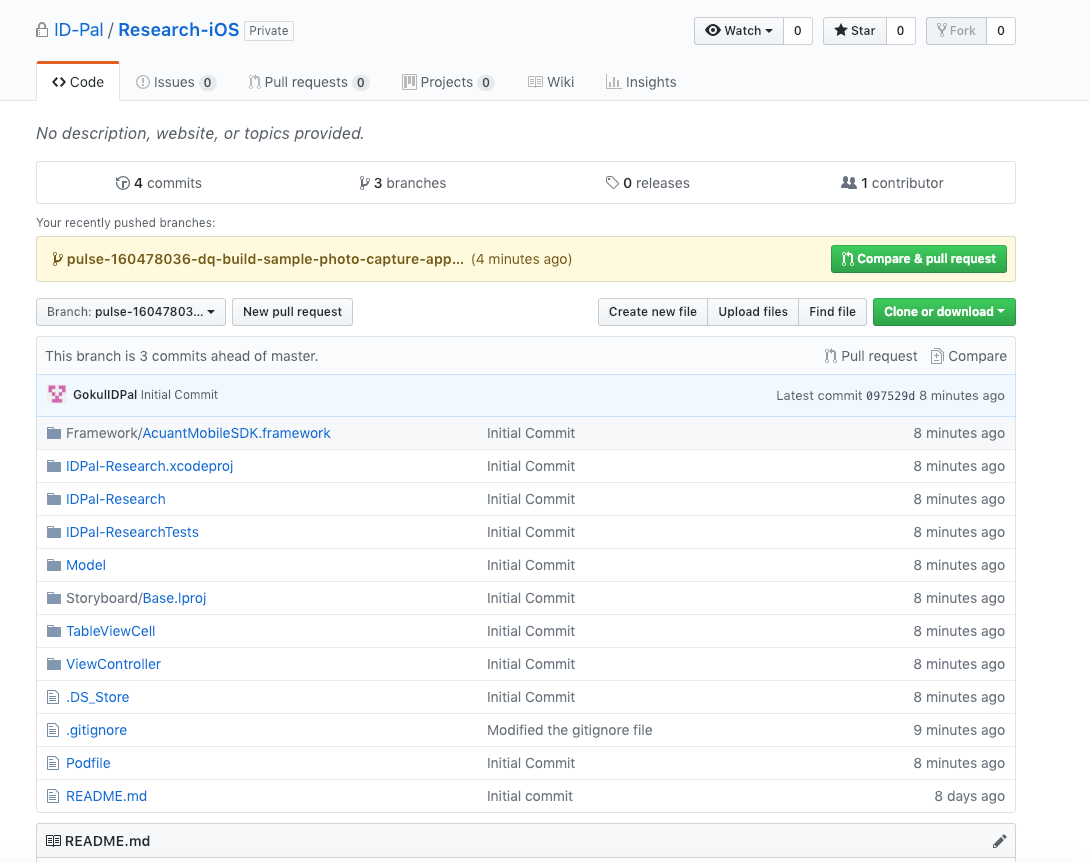 ID-Pal / Research-iOS Private Watch 0 Star 0 Fork 0
Code Issues 0 Pull requests 0 Projects 0 Wiki Insights
No description, website, or topics provided.
4 commits 3 branches 0 releases 1 contributor
Your recently pushed branches:
pulse-160478036-dq-build-sample-photo-capture-app... (4 minutes ago) Compare & pull request
Branch: pulse-16047803... New pull request Create new file Upload files Find file Clone or download
This branch is 3 commits ahead of master. Pull request Compare
GokulIDPal Initial Commit Latest commit 097529d 8 minutes ago
Framework/AcuantMobileSDK.framework Initial Commit 8 minutes ago
IDPal-Research.xcodeproj Initial Commit 8 minutes ago
IDPal-Research Initial Commit 8 minutes ago
IDPal-ResearchTests Initial Commit 8 minutes ago
Model Initial Commit 8 minutes ago
Storyboard/Base.lproj Initial Commit 8 minutes ago
TableViewCell Initial Commit 8 minutes ago
ViewController Initial Commit 8 minutes ago
.DS_Store Initial Commit 8 minutes ago
.gitignore Modified the gitignore file 9 minutes ago
Podfile Initial Commit 8 minutes ago
README.md Initial commit 8 days ago
README.md